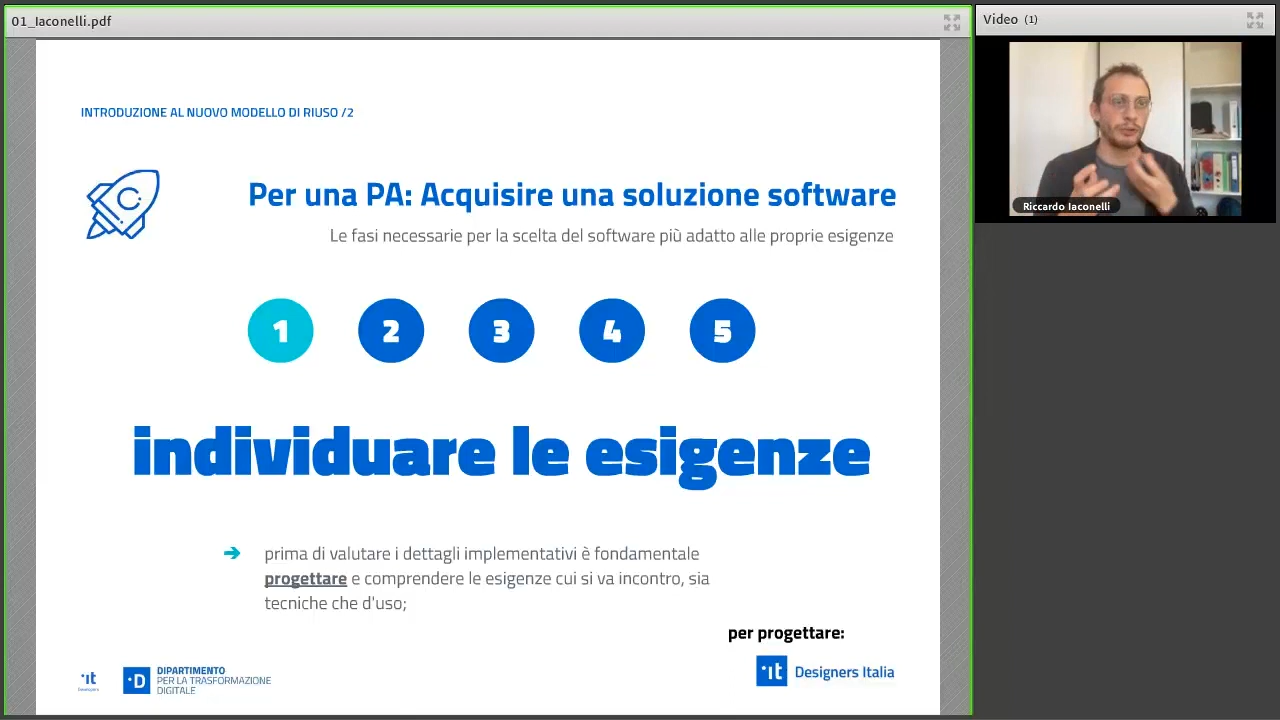 01_Iaconelli.pdf
Video (1)
Riccardo Iaconelli
INTRODUZIONE AL NUOVO MODELLO DI RIUSO /2
Per una PA: Acquisire una soluzione software
Le fasi necessarie per la scelta del software più adatto alle proprie esigenze
1 2 3 4 5
individuare le esigenze
➔ prima di valutare i dettagli implementativi è fondamentale
progettare e comprendere le esigenze cui si va incontro, sia
tecniche che d'uso;
per progettare:
·ıt Designers Italia
·ıt
Developers
·D
DIPARTIMENTO
PER LA TRASFORMAZIONE
DIGITALE